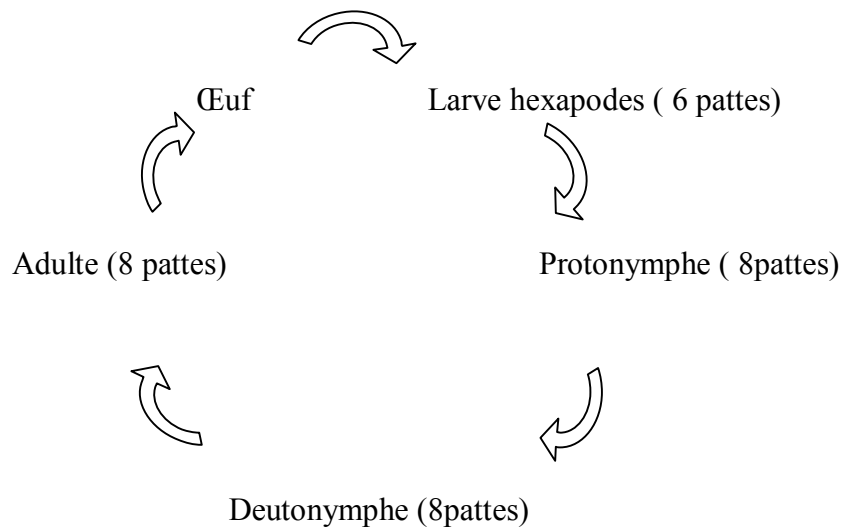 Œuf
Larve hexapodes ( 6 pattes)
Adulte (8 pattes)
Protonymphe ( 8pattes)
Deutonymphe (8pattes)